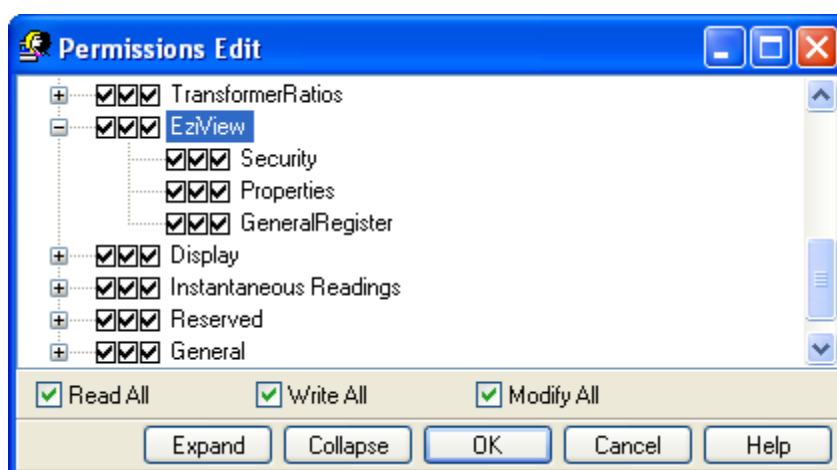 Permissions Edit
TransformerRatios
EziView
Security
Properties
GeneralRegister
Display
Instantaneous Readings
Reserved
General
Read All Write All Modify All
Expand Collapse OK Cancel Help